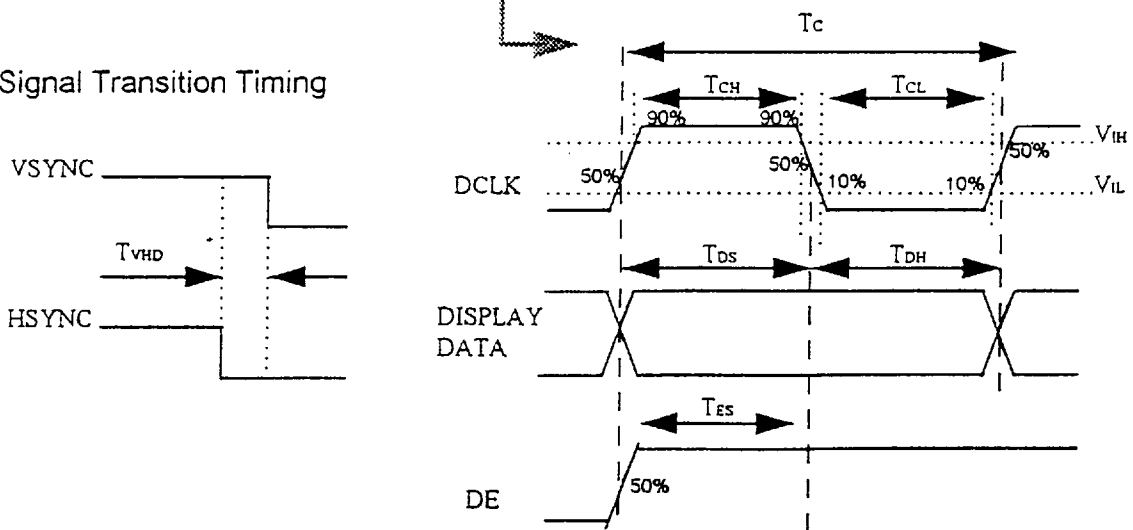 Signal Transition Timing
VSYNC
TVHD
HSYNC
TC
TCH
TCL
90%
90%
VIH
50%
50%
50%
DCLK
10%
10%
VIL
TDS
TDH
DISPLAY
DATA
TES
50%
DE